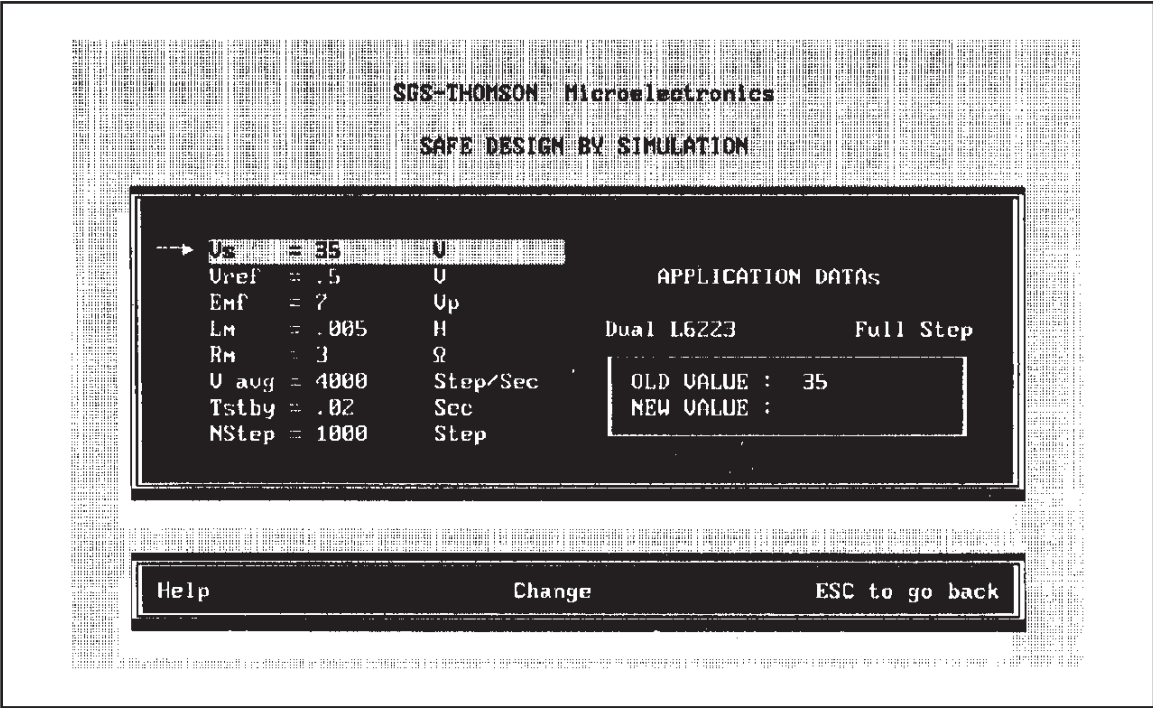 SGS-THOMSON Microelectronics
SAFE DESIGN BY SIMULATION
---→ Vs = 35 V
Vref = .5 V
Emf = 7 Vp
Lm = .005 H
Rm = 3 Ω
V avg = 4000 Step/Sec
Tstby = .02 Sec
NStep = 1000 Step
APPLICATION DATAs
Dual L6223 Full Step
OLD VALUE : 35
NEW VALUE :
Help Change ESC to go back